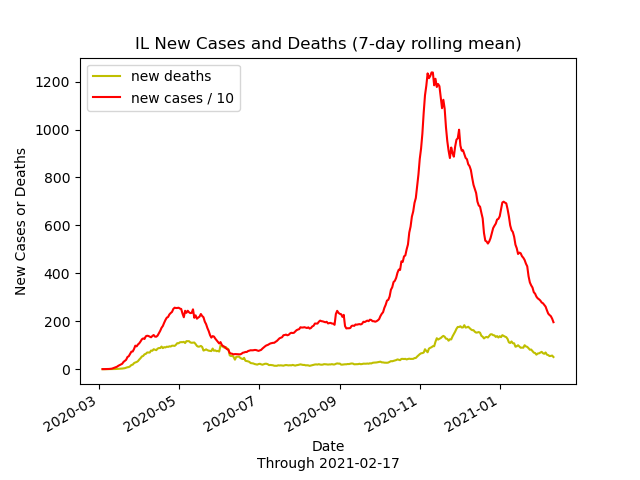 IL New Cases and Deaths (7-day rolling mean)
new deaths
new cases / 10
New Cases or Deaths
1200
1000
800
600
400
200
0
2020-03
2020-05
2020-07
2020-09
2020-11
2021-01
Date
Through 2021-02-17